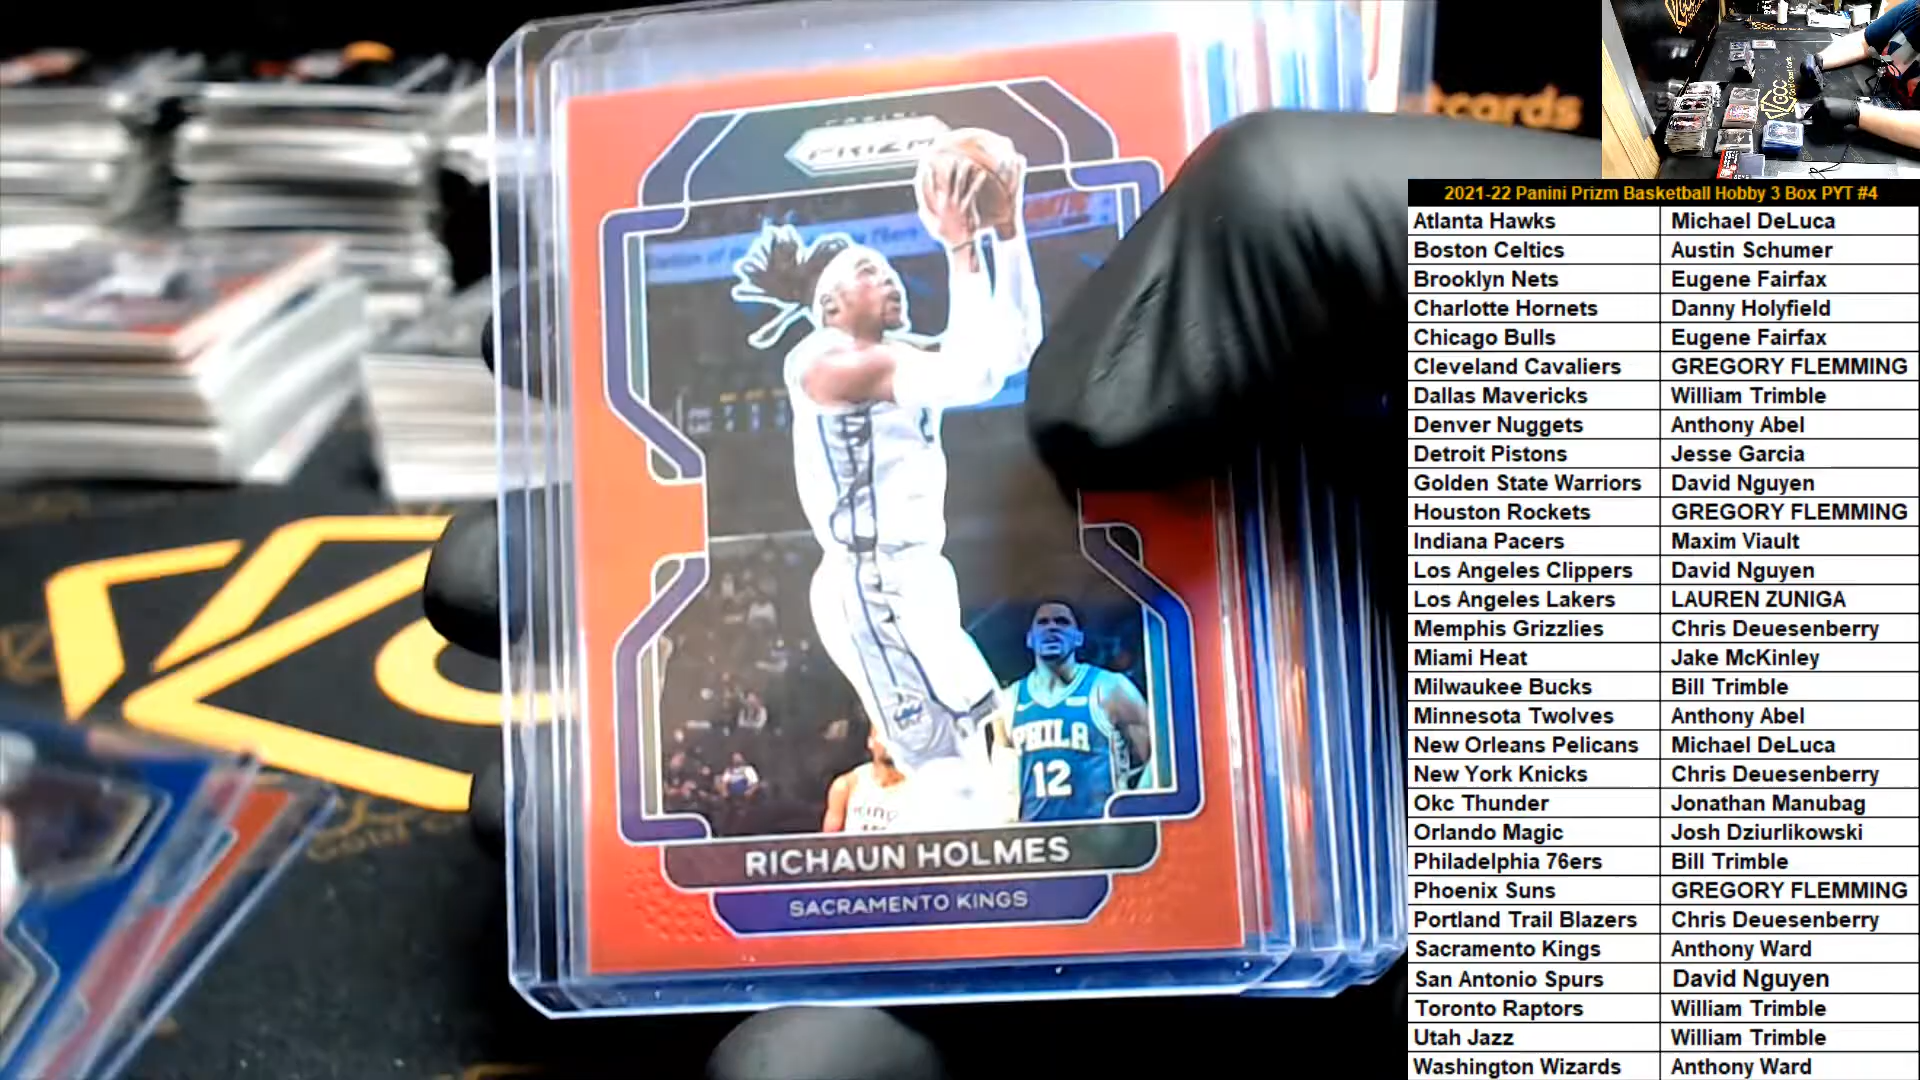 PANINI
PRIZM
PHILA
12
RICHAUN HOLMES
SACRAMENTO KINGS
tcards
GCC
2021-22 Panini Prizm Basketball Hobby 3 Box PYT #4
Atlanta Hawks Michael DeLuca
Boston Celtics Austin Schumer
Brooklyn Nets Eugene Fairfax
Charlotte Hornets Danny Holyfield
Chicago Bulls Eugene Fairfax
Cleveland Cavaliers GREGORY FLEMMING
Dallas Mavericks William Trimble
Denver Nuggets Anthony Abel
Detroit Pistons Jesse Garcia
Golden State Warriors David Nguyen
Houston Rockets GREGORY FLEMMING
Indiana Pacers Maxim Viault
Los Angeles Clippers David Nguyen
Los Angeles Lakers LAUREN ZUNIGA
Memphis Grizzlies Chris Deuesenberry
Miami Heat Jake McKinley
Milwaukee Bucks Bill Trimble
Minnesota Twolves Anthony Abel
New Orleans Pelicans Michael DeLuca
New York Knicks Chris Deuesenberry
Okc Thunder Jonathan Manubag
Orlando Magic Josh Dziurlikowski
Philadelphia 76ers Bill Trimble
Phoenix Suns GREGORY FLEMMING
Portland Trail Blazers Chris Deuesenberry
Sacramento Kings Anthony Ward
San Antonio Spurs David Nguyen
Toronto Raptors William Trimble
Utah Jazz William Trimble
Washington Wizards Anthony Ward